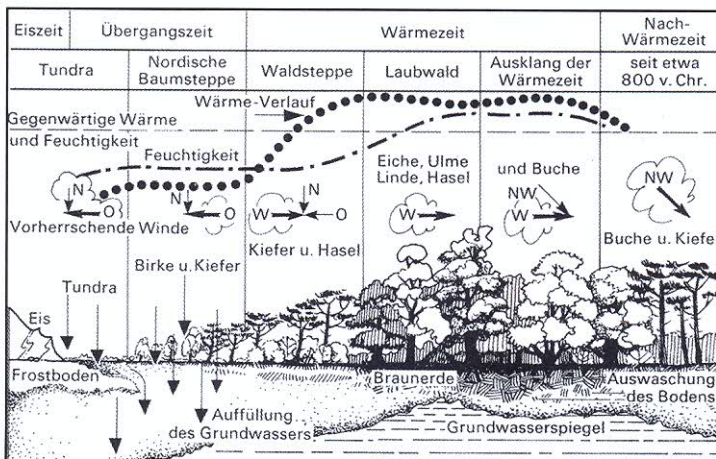 Eiszeit
Übergangszeit
Wärmezeit
Nach-
Wärmezeit
Tundra
Nordische
Baumsteppe
Waldsteppe
Laubwald
Ausklang der
Wärmezeit
seit etwa
800 v. Chr.
Wärme-Verlauf
Gegenwärtige Wärme
und Feuchtigkeit
Feuchtigkeit
Eiche, Ulme
Linde, Hasel
und Buche
N
O
N
O
W
N
O
W
NW
W
NW
Vorherrschende Winde
Kiefer u. Hasel
Buche u. Kiefe
Birke u. Kiefer
Tundra
Eis
Frostboden
Braunerde
Auswaschung
des Bodens
Auffüllung
des Grundwassers
Grundwasserspiegel